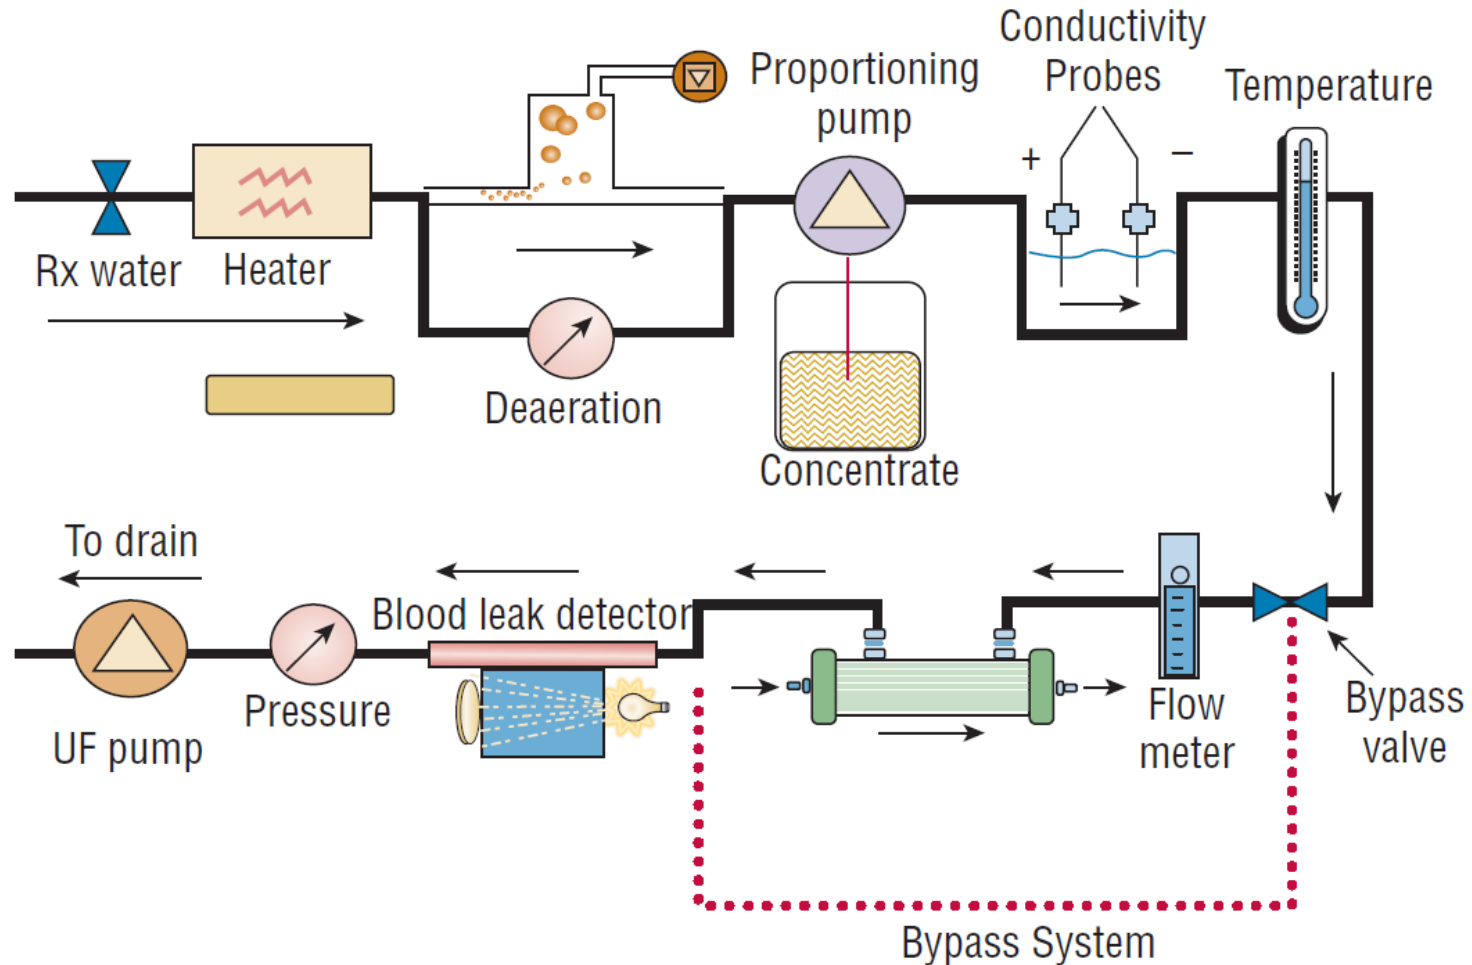 Conductivity
Probes
Proportioning
pump
Temperature
+
−
Rx water
Heater
Deaeration
Concentrate
To drain
Blood leak detector
UF pump
Pressure
Flow
meter
Bypass
valve
Bypass System